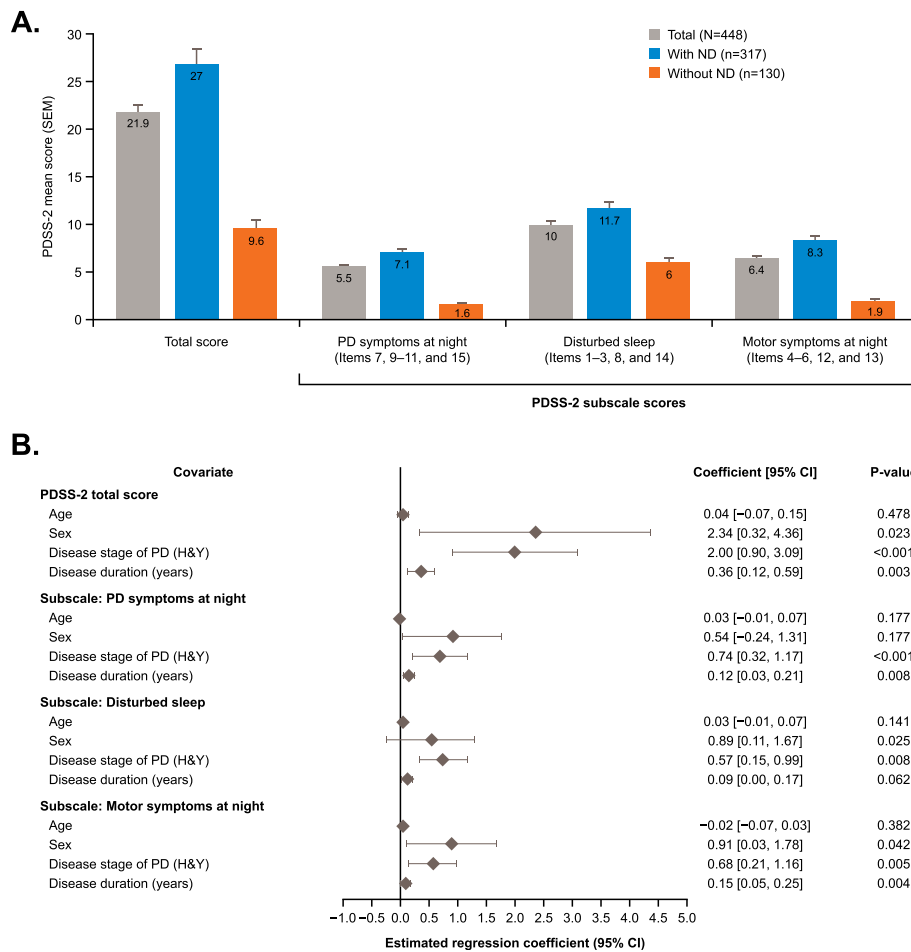 A.
30
25
20
15
10
5
0
PDSS-2 mean score (SEM)
Total (N=448)
With ND (n=317)
Without ND (n=130)
21.9
27
9.6
5.5
7.1
1.6
10
11.7
6
6.4
8.3
1.9
Total score
PD symptoms at night
(Items 7, 9–11, and 15)
Disturbed sleep
(Items 1–3, 8, and 14)
Motor symptoms at night
(Items 4–6, 12, and 13)
PDSS-2 subscale scores
B.
Covariate Coefficient [95% CI] P-value
PDSS-2 total score
Age 0.04 [−0.07, 0.15] 0.478
Sex 2.34 [0.32, 4.36] 0.023
Disease stage of PD (H&Y) 2.00 [0.90, 3.09] <0.001
Disease duration (years) 0.36 [0.12, 0.59] 0.003
Subscale: PD symptoms at night
Age 0.03 [−0.01, 0.07] 0.177
Sex 0.54 [−0.24, 1.31] 0.177
Disease stage of PD (H&Y) 0.74 [0.32, 1.17] <0.001
Disease duration (years) 0.12 [0.03, 0.21] 0.008
Subscale: Disturbed sleep
Age 0.03 [−0.01, 0.07] 0.141
Sex 0.89 [0.11, 1.67] 0.025
Disease stage of PD (H&Y) 0.57 [0.15, 0.99] 0.008
Disease duration (years) 0.09 [0.00, 0.17] 0.062
Subscale: Motor symptoms at night
Age −0.02 [−0.07, 0.03] 0.382
Sex 0.91 [0.03, 1.78] 0.042
Disease stage of PD (H&Y) 0.68 [0.21, 1.16] 0.005
Disease duration (years) 0.15 [0.05, 0.25] 0.004
−1.0 −0.5 0.0 0.5 1.0 1.5 2.0 2.5 3.0 3.5 4.0 4.5 5.0
Estimated regression coefficient (95% CI)